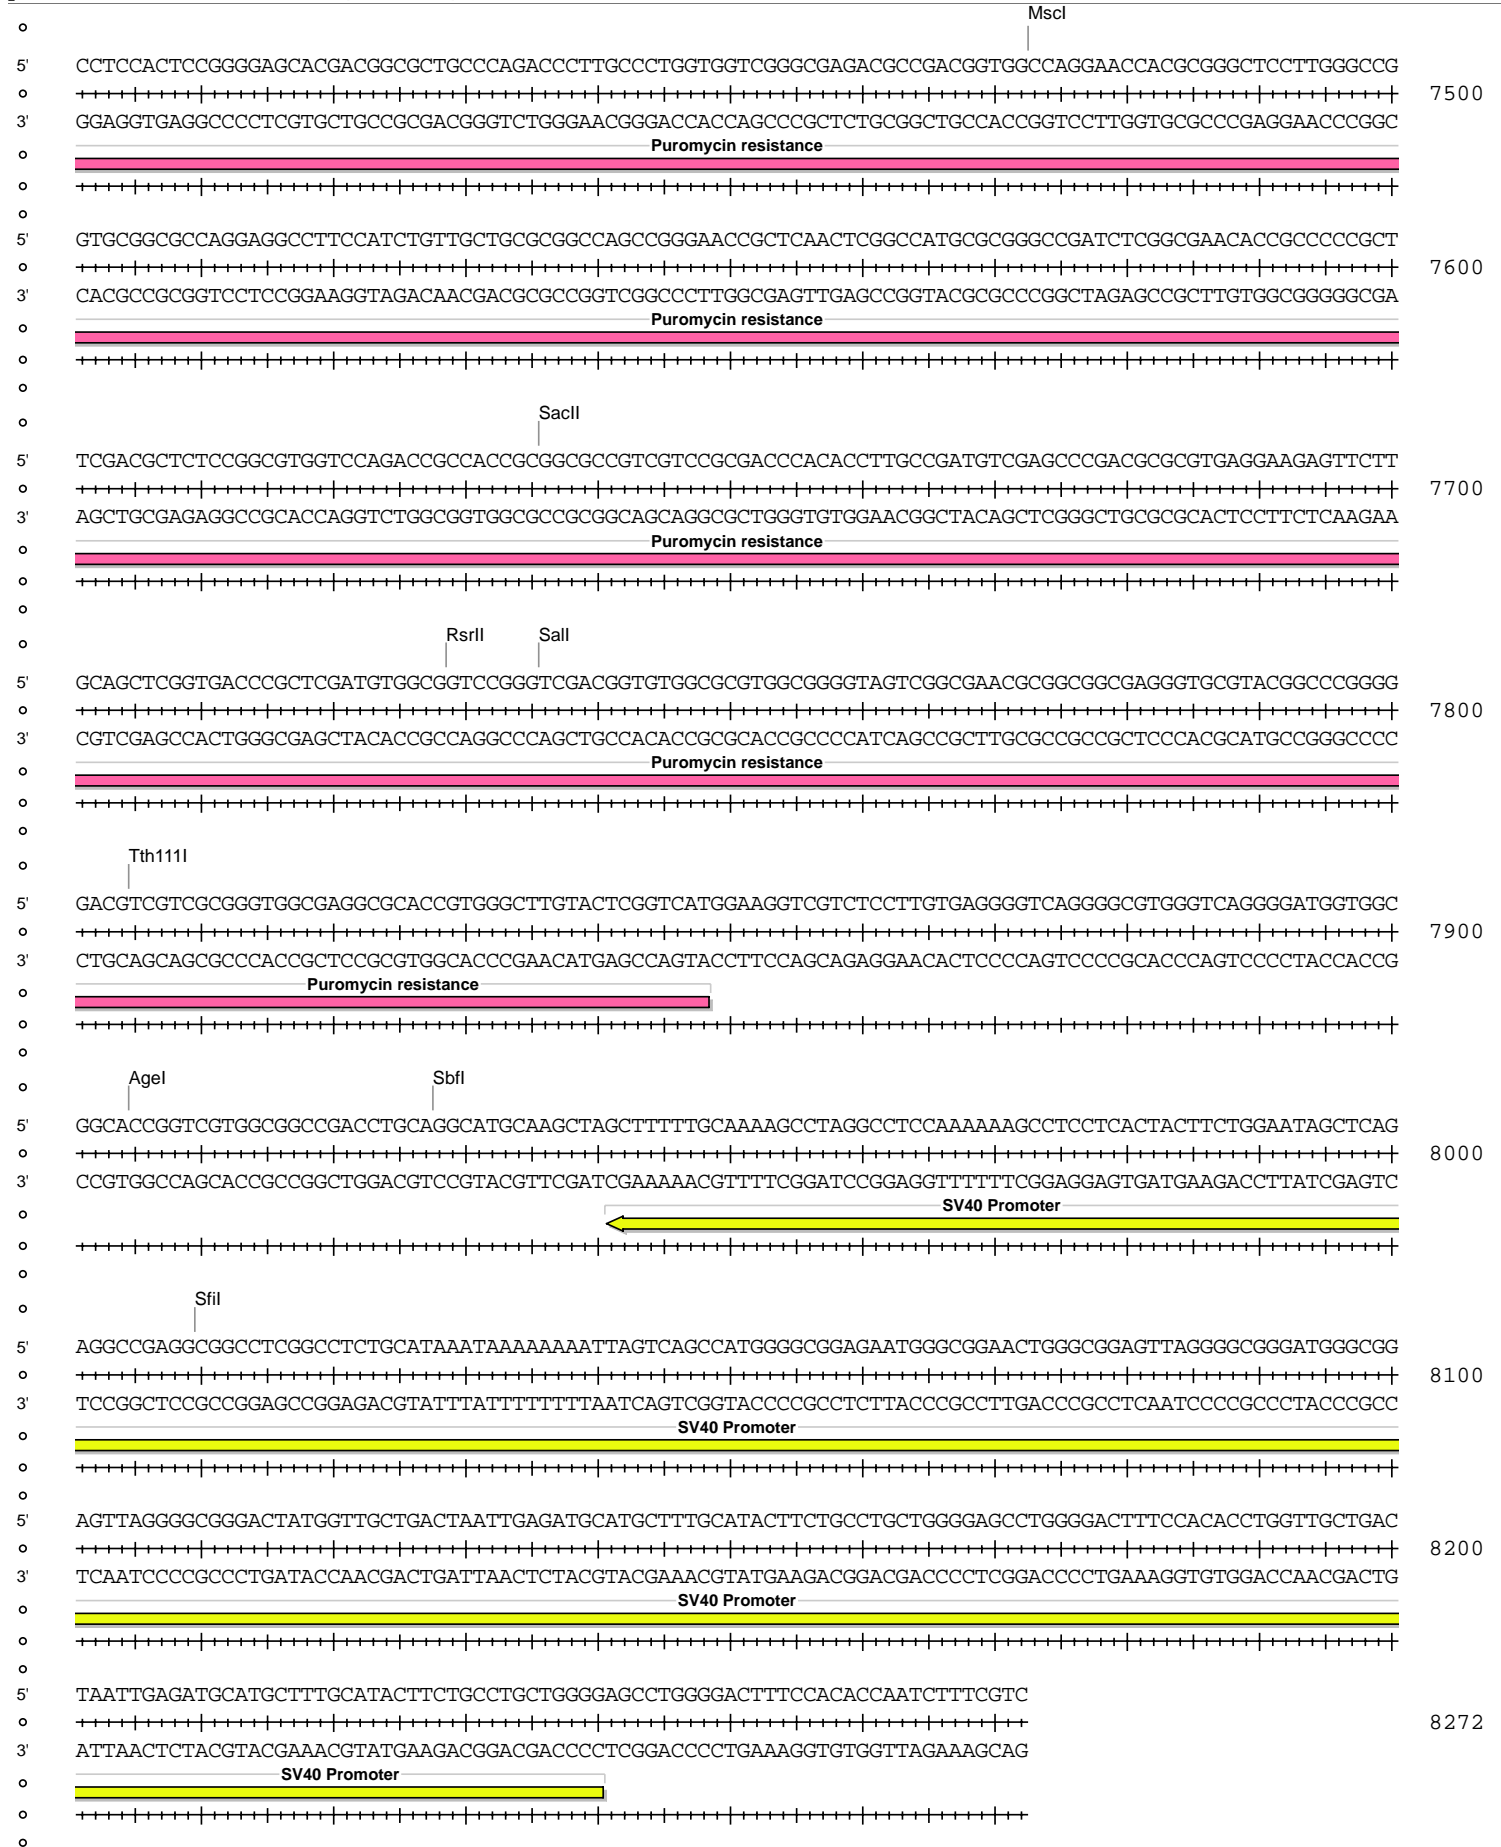 MscI
5' CCTCCACTCCGGGGAGCACGACGGCGCTGCCCAGACCCTTGCCCTGGTGGTCGGGCGAGACGCCGACGGTGGCCAGGAACCACGCGGGCTCCTTGGGCCG
7500
3' GGAGGTGAGGCCCCTCGTGCTGCCGCGACGGGTCTGGGAACGGGACCACCAGCCCGCTCTGCGGCTGCCACCGGTCCTTGGTGCGCCCGAGGAACCCGGC
Puromycin resistance
5' GTGCGGCGCCAGGAGGCCTTCCATCTGTTGCTGCGCGGCCAGCCGGGAACCGCTCAACTCGGCCATGCGCGGGCCGATCTCGGCGAACACCGCCCCCGCT
7600
3' CACGCCGCGGTCCTCCGGAAGGTAGACAACGACGCGCCGGTCGGCCCTTGGCGAGTTGAGCCGGTACGCGCCCGGCTAGAGCCGCTTGTGGCGGGGGCGA
Puromycin resistance
SacII
5' TCGACGCTCTCCGGCGTGGTCCAGACCGCCACCGCGGCGCCGTCGTCCGCGACCCACACCTTGCCGATGTCGAGCCCGACGCGCGTGAGGAAGAGTTCTT
7700
3' AGCTGCGAGAGGCCGCACCAGGTCTGGCGGTGGCGCCGCGGCAGCAGGCGCTGGGTGTGGAACGGCTACAGCTCGGGCTGCGCGCACTCCTTCTCAAGAA
Puromycin resistance
RsrII SalI
5' GCAGCTCGGTGACCCGCTCGATGTGGCGGTCCGGGTCGACGGTGTGGCGCGTGGCGGGGTAGTCGGCGAACGCGGCGGCGAGGGTGCGTACGGCCCGGGG
7800
3' CGTCGAGCCACTGGGCGAGCTACACCGCCAGGCCCAGCTGCCACACCGCGCACCGCCCCATCAGCCGCTTGCGCCGCCGCTCCCACGCATGCCGGGCCCC
Puromycin resistance
Tth111I
5' GACGTCGTCGCGGGTGGCGAGGCGCACCGTGGGCTTGTACTCGGTCATGGAAGGTCGTCTCCTTGTGAGGGGTCAGGGGCGTGGGTCAGGGGATGGTGGC
7900
3' CTGCAGCAGCGCCCACCGCTCCGCGTGGCACCCGAACATGAGCCAGTACCTTCCAGCAGAGGAACACTCCCCAGTCCCCGCACCCAGTCCCCTACCACCG
Puromycin resistance
AgeI SbfI
5' GGCACCGGTCGTGGCGGCCGACCTGCAGGCATGCAAGCTAGCTTTTTGCAAAAGCCTAGGCCTCCAAAAAAGCCTCCTCACTACTTCTGGAATAGCTCAG
8000
3' CCGTGGCCAGCACCGCCGGCTGGACGTCCGTACGTTCGATCGAAAAACGTTTTCGGATCCGGAGGTTTTTTCGGAGGAGTGATGAAGACCTTATCGAGTC
SV40 Promoter
SfiI
5' AGGCCGAGGCGGCCTCGGCCTCTGCATAAATAAAAAAAATTAGTCAGCCATGGGGCGGAGAATGGGCGGAACTGGGCGGAGTTAGGGGCGGGATGGGCGG
8100
3' TCCGGCTCCGCCGGAGCCGGAGACGTATTTATTTTTTTTAATCAGTCGGTACCCCGCCTCTTACCCGCCTTGACCCGCCTCAATCCCCGCCCTACCCGCC
SV40 Promoter
5' AGTTAGGGGCGGGACTATGGTTGCTGACTAATTGAGATGCATGCTTTGCATACTTCTGCCTGCTGGGGAGCCTGGGGACTTTCCACACCTGGTTGCTGAC
8200
3' TCAATCCCCGCCCTGATACCAACGACTGATTAACTCTACGTACGAAACGTATGAAGACGGACGACCCCTCGGACCCCTGAAAGGTGTGGACCAACGACTG
SV40 Promoter
5' TAATTGAGATGCATGCTTTGCATACTTCTGCCTGCTGGGGAGCCTGGGGACTTTCCACACCAATCTTTCGTC
8272
3' ATTAACTCTACGTACGAAACGTATGAAGACGGACGACCCCTCGGACCCCTGAAAGGTGTGGTTAGAAAGCAG
SV40 Promoter